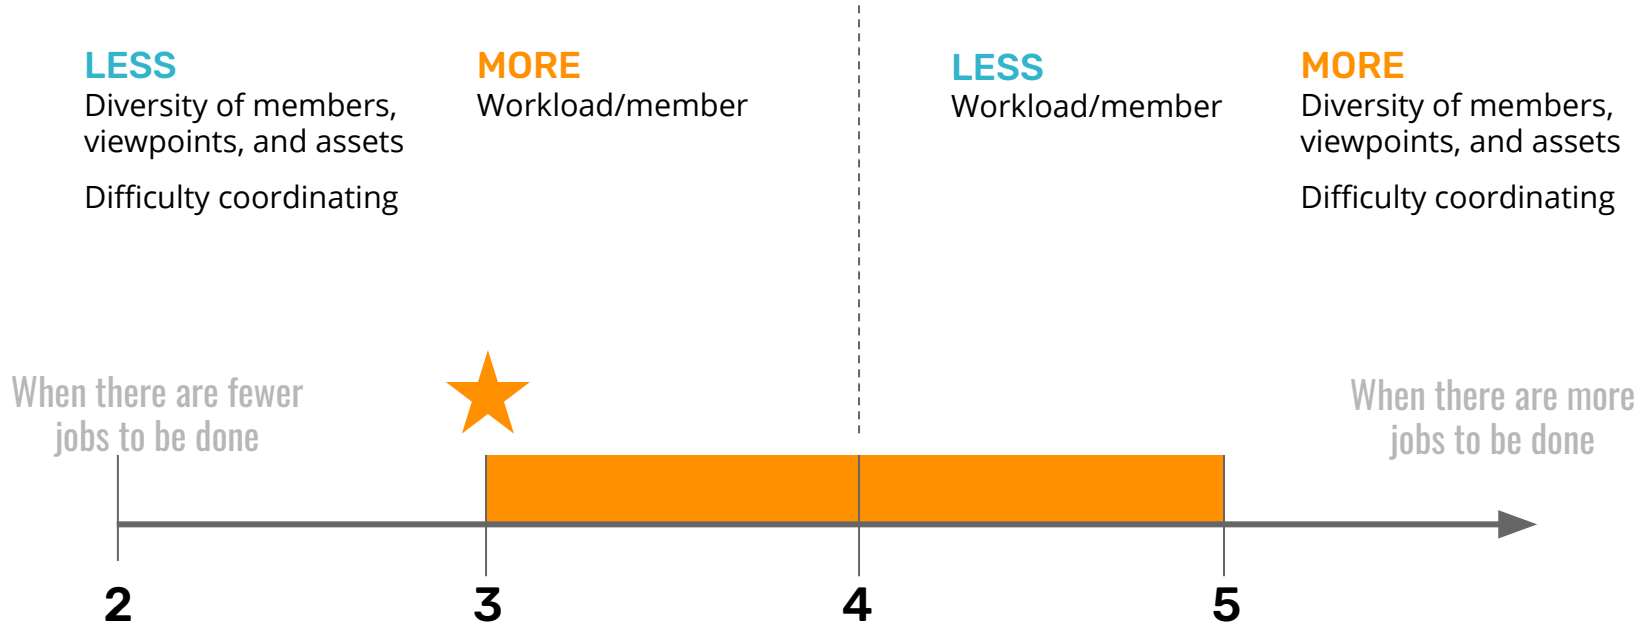 LESS
Diversity of members,
viewpoints, and assets
Difficulty coordinating
MORE
Workload/member
LESS
Workload/member
MORE
Diversity of members,
viewpoints, and assets
Difficulty coordinating
When there are fewer
jobs to be done
When there are more
jobs to be done
2
3
4
5